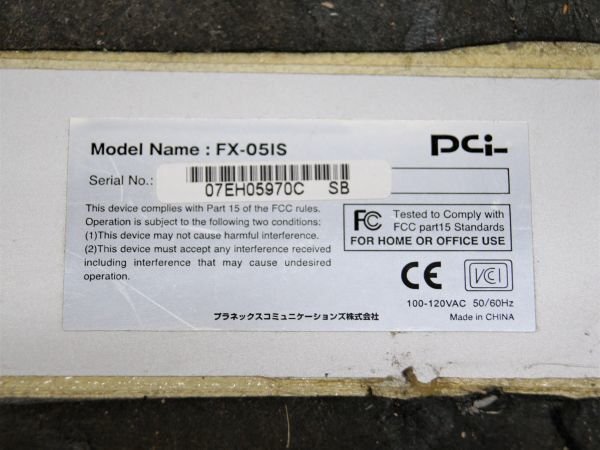 Model Name : FX-05IS
PCi
Serial No.:
07EH05970C SB
This device complies with Part 15 of the FCC rules.
Operation is subject to the following two conditions:
(1)This device may not cause harmful interference.
(2)This device must accept any interference received
including interference that may cause undesired
operation.
FC Tested to Comply with
FCC part15 Standards
FOR HOME OR OFFICE USE
CE VCCI
100-120VAC 50/60Hz
プラネックスコミュニケーションズ株式会社
Made in CHINA